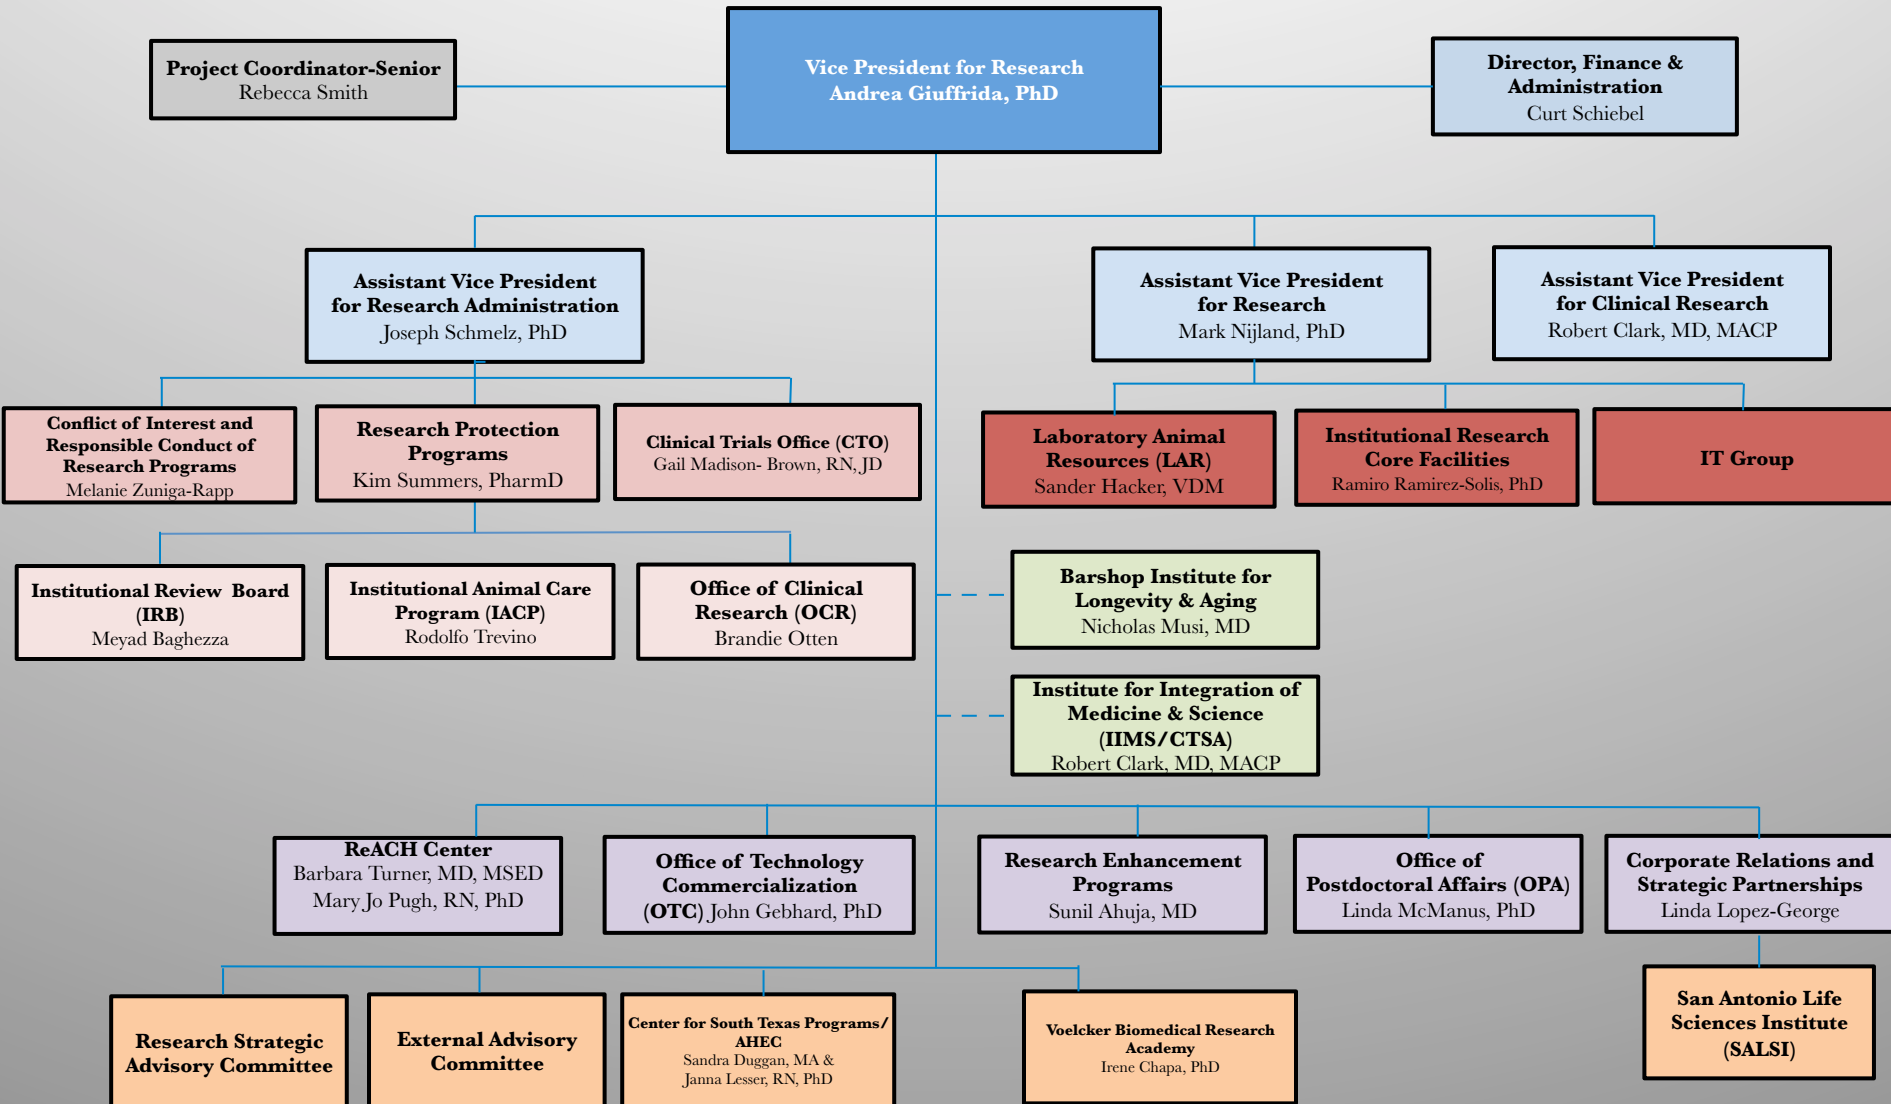 Project Coordinator-Senior
Rebecca Smith
Vice President for Research
Andrea Giuffrida, PhD
Director, Finance &
Administration
Curt Schiebel
Assistant Vice President
for Research Administration
Joseph Schmelz, PhD
Assistant Vice President
for Research
Mark Nijland, PhD
Assistant Vice President
for Clinical Research
Robert Clark, MD, MACP
Conflict of Interest and
Responsible Conduct of
Research Programs
Melanie Zuniga-Rapp
Research Protection
Programs
Kim Summers, PharmD
Clinical Trials Office (CTO)
Gail Madison- Brown, RN, JD
Laboratory Animal
Resources (LAR)
Sander Hacker, VDM
Institutional Research
Core Facilities
Ramiro Ramirez-Solis, PhD
IT Group
Institutional Review Board
(IRB)
Meyad Baghezza
Institutional Animal Care
Program (IACP)
Rodolfo Trevino
Office of Clinical
Research (OCR)
Brandie Otten
Barshop Institute for
Longevity & Aging
Nicholas Musi, MD
Institute for Integration of
Medicine & Science
(IIMS/CTSA)
Robert Clark, MD, MACP
ReACH Center
Barbara Turner, MD, MSED
Mary Jo Pugh, RN, PhD
Office of Technology
Commercialization
(OTC) John Gebhard, PhD
Research Enhancement
Programs
Sunil Ahuja, MD
Office of
Postdoctoral Affairs (OPA)
Linda McManus, PhD
Corporate Relations and
Strategic Partnerships
Linda Lopez-George
Research Strategic
Advisory Committee
External Advisory
Committee
Center for South Texas Programs/
AHEC
Sandra Duggan, MA &
Janna Lesser, RN, PhD
Voelcker Biomedical Research
Academy
Irene Chapa, PhD
San Antonio Life
Sciences Institute
(SALSI)